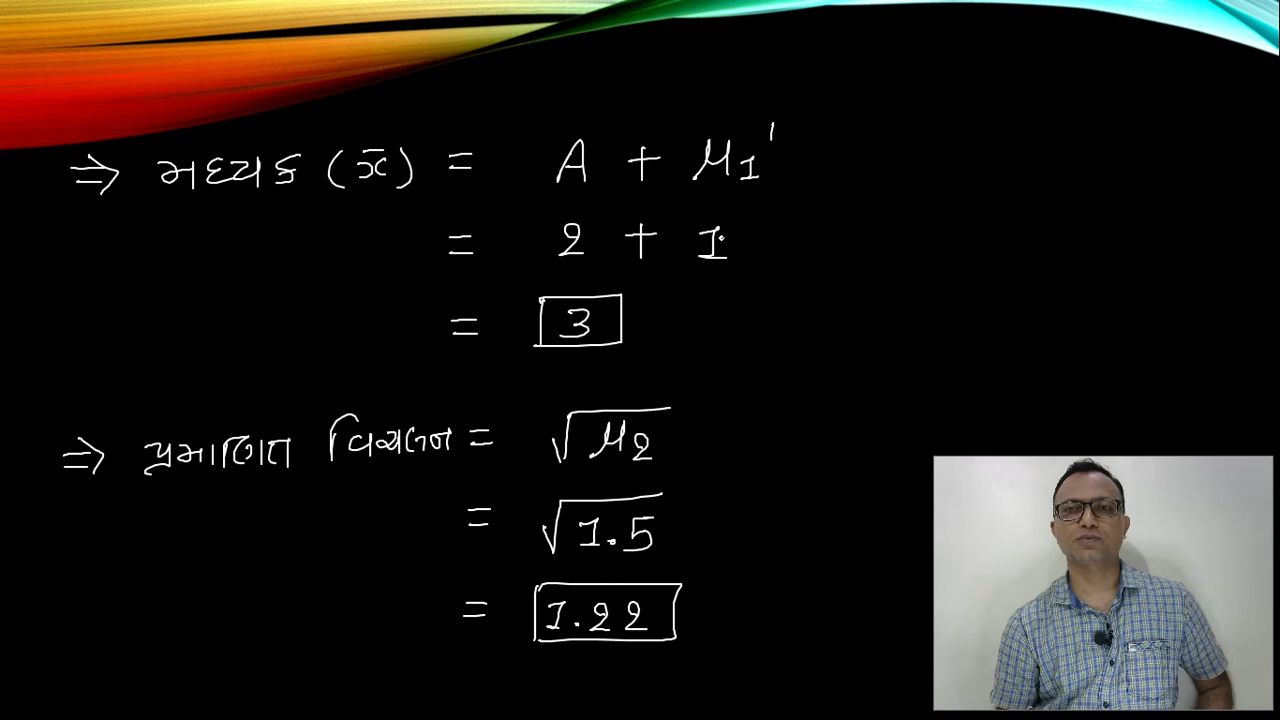 ⇒ મધ્યક (x̄) = A + μ1'
= 2 + 1.
= 3
⇒ પ્રમાણિત વિચલન = √μ2
= √1.5
= 1.22